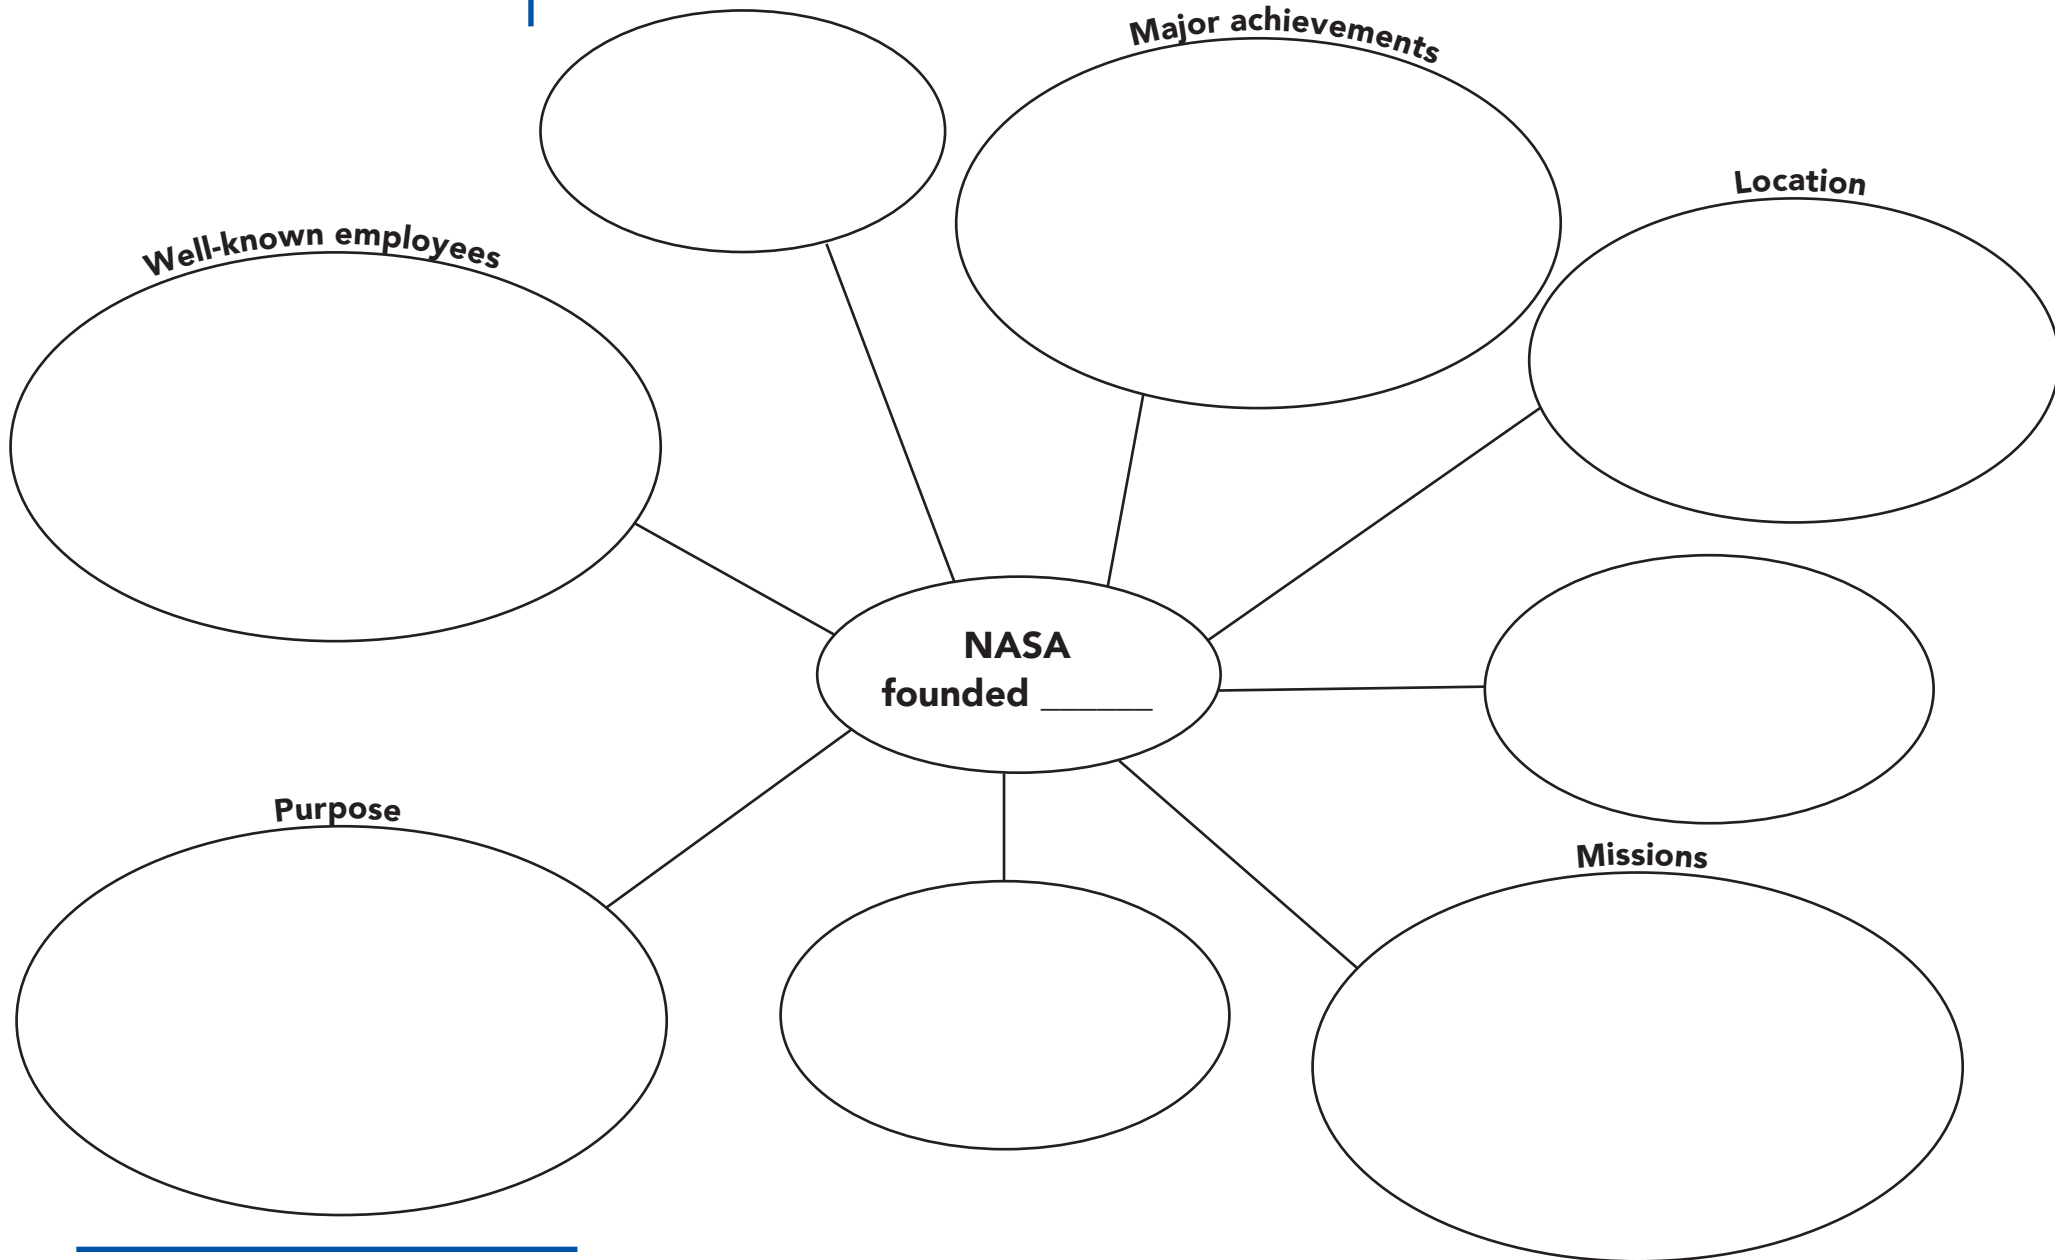 Major achievements
Location
Well-known employees
NASA
founded ______
Purpose
Missions